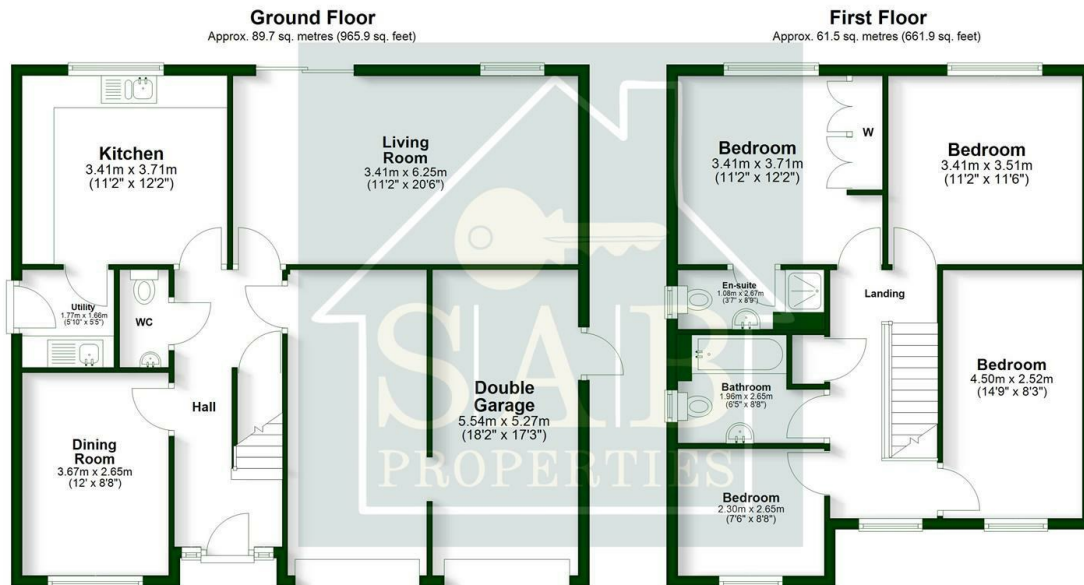 Ground Floor
Approx. 89.7 sq. metres (965.9 sq. feet)
Kitchen
3.41m x 3.71m
(11'2" x 12'2")
Living
Room
3.41m x 6.25m
(11'2" x 20'6")
Utility
1.77m x 1.66m
(5'10" x 5'5")
WC
Hall
Dining
Room
3.67m x 2.65m
(12' x 8'8")
Double
Garage
5.54m x 5.27m
(18'2" x 17'3")
First Floor
Approx. 61.5 sq. metres (661.9 sq. feet)
Bedroom
3.41m x 3.71m
(11'2" x 12'2")
W
Bedroom
3.41m x 3.51m
(11'2" x 11'6")
En-suite
1.08m x 2.67m
(3'7" x 8'9")
Landing
Bathroom
1.96m x 2.65m
(6'5" x 8'8")
Bedroom
4.50m x 2.52m
(14'9" x 8'3")
Bedroom
2.30m x 2.65m
(7'6" x 8'8")
SAB
PROPERTIES